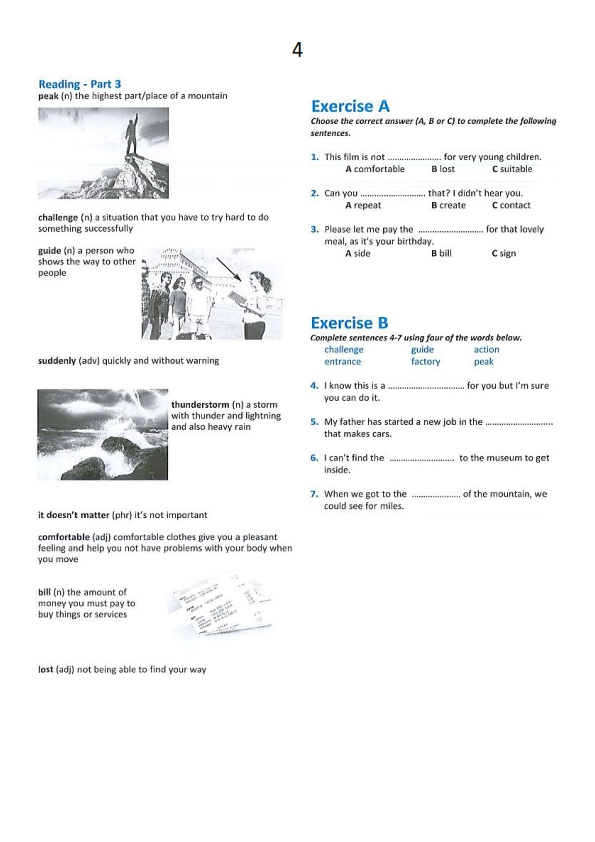 4
Reading - Part 3
peak (n) the highest part/place of a mountain
challenge (n) a situation that you have to try hard to do
something successfully
guide (n) a person who
shows the way to other
people
suddenly (adv) quickly and without warning
thunderstorm (n) a storm
with thunder and lightning
and also heavy rain
it doesn't matter (phr) it's not important
comfortable (adj) comfortable clothes give you a pleasant
feeling and help you not have problems with your body when
you move
bill (n) the amount of
money you must pay to
buy things or services
lost (adj) not being able to find your way
Exercise A
Choose the correct answer (A, B or C) to complete the following
sentences.
1. This film is not ........................ for very young children.
A comfortable B lost C suitable
2. Can you ............................ that? I didn't hear you.
A repeat B create C contact
3. Please let me pay the ............................ for that lovely
meal, as it's your birthday.
A side B bill C sign
Exercise B
Complete sentences 4-7 using four of the words below.
challenge guide action
entrance factory peak
4. I know this is a ................................. for you but I'm sure
you can do it.
5. My father has started a new job in the .............................
that makes cars.
6. I can't find the ............................ to the museum to get
inside.
7. When we got to the ..................... of the mountain, we
could see for miles.